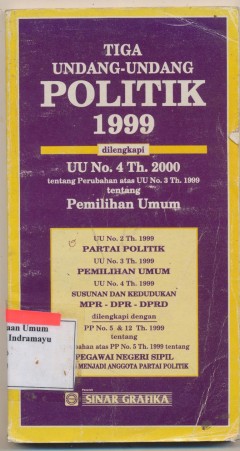 TIGA
UNDANG-UNDANG
POLITIK
1999
dilengkapi
UU No. 4 Th. 2000
tentang Perubahan atas UU No. 3 Th. 1999
tentang
Pemilihan Umum
UU No. 2 Th. 1999
PARTAI POLITIK
UU No. 3 Th. 1999
PEMILIHAN UMUM
UU No. 4 Th. 1999
SUSUNAN DAN KEDUDUKAN
MPR - DPR - DPRD
dilengkapi dengan
PP No. 5 & 12 Th. 1999
tentang
bahan atas PP No. 5 Th. 1999 tentang
PEGAWAI NEGERI SIPIL
MENJADI ANGGOTA PARTAI POLITIK
aan Umum
Indramayu
SINAR GRAFIKA